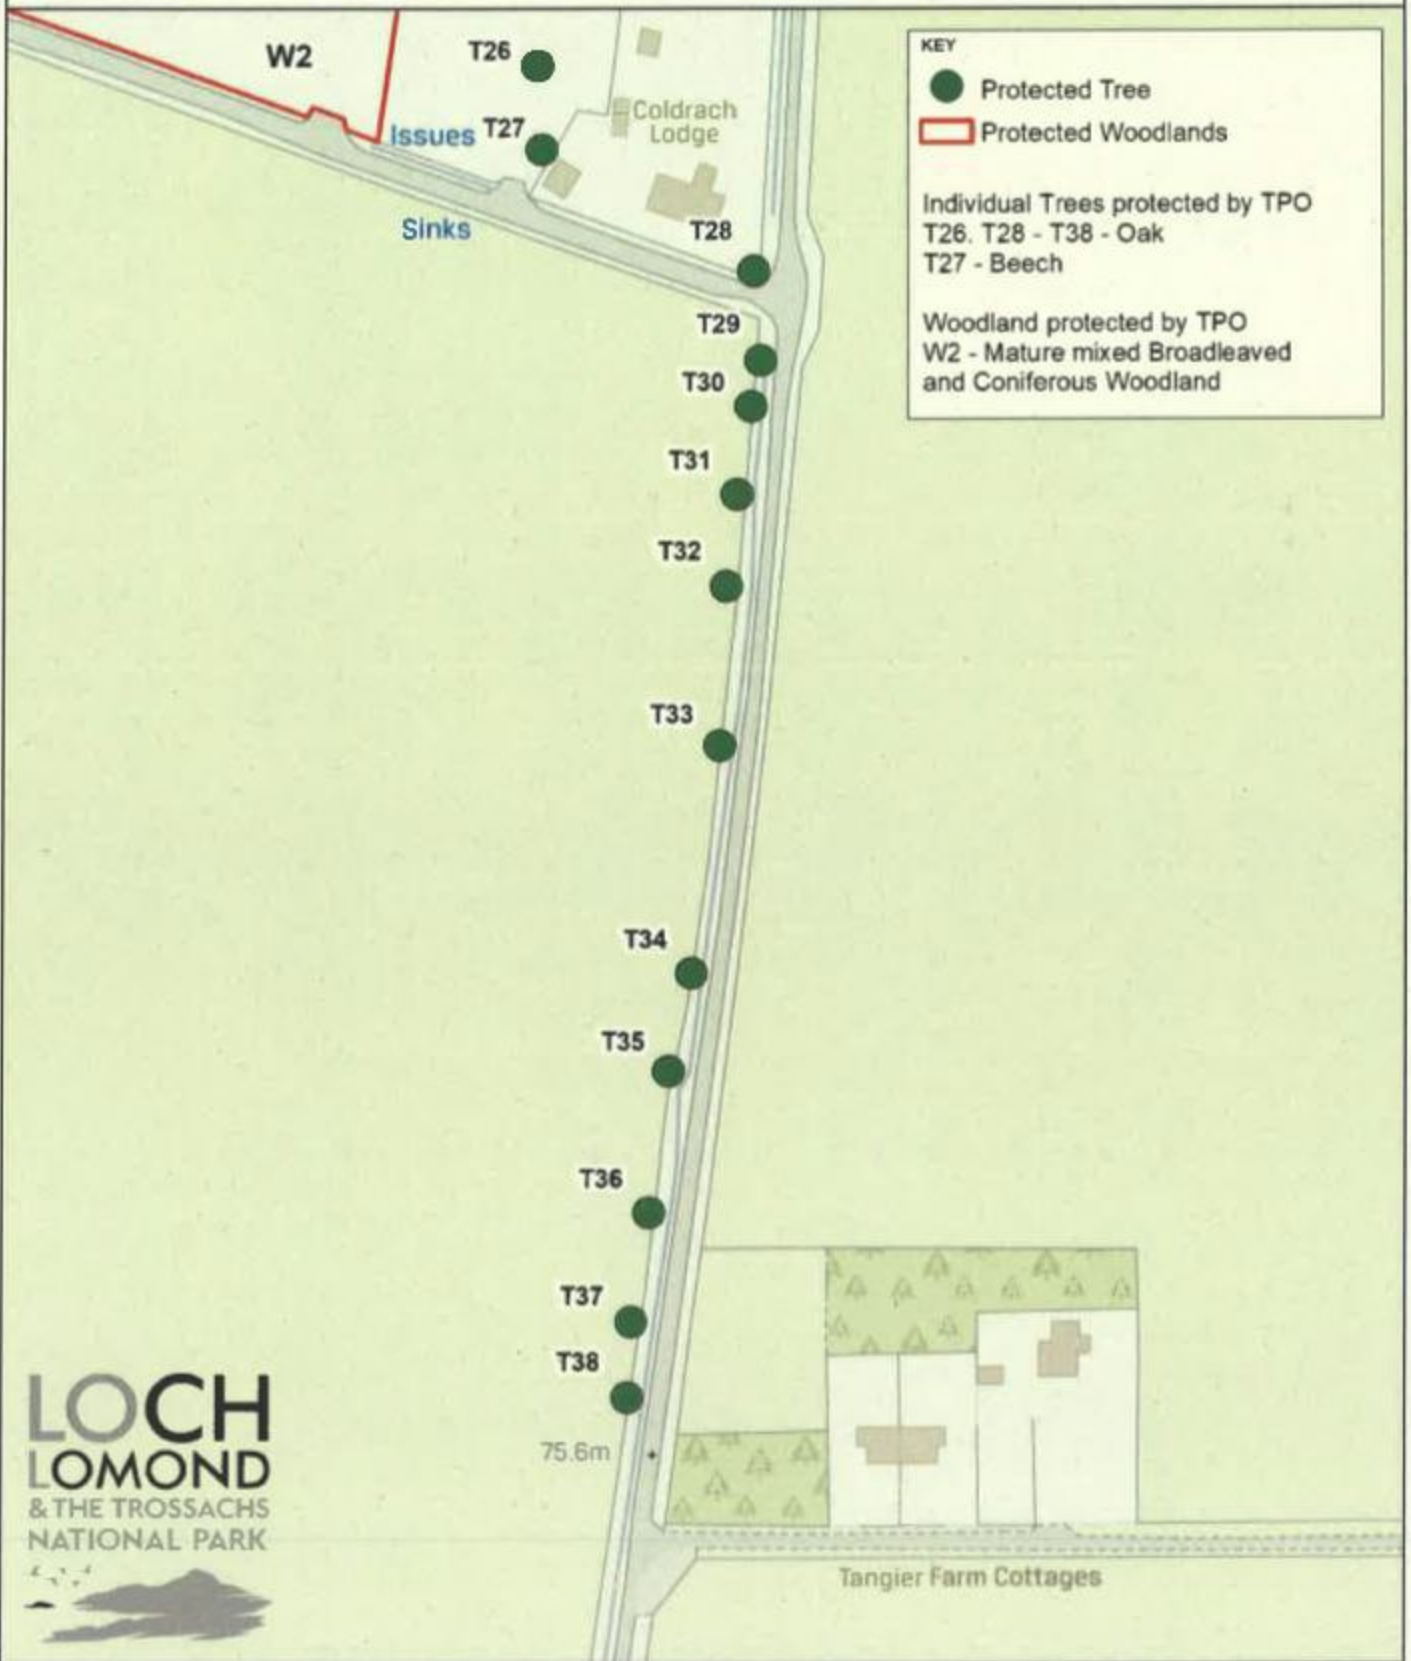 W2
T26
Coldrach
Lodge
Issues
T27
Sinks
T28
T29
T30
T31
T32
T33
T34
T35
T36
T37
T38
75.6m
Tangier Farm Cottages
KEY
Protected Tree
Protected Woodlands
Individual Trees protected by TPO
T26. T28 - T38 - Oak
T27 - Beech
Woodland protected by TPO
W2 - Mature mixed Broadleaved
and Coniferous Woodland
LOCH
LOMOND
& THE TROSSACHS
NATIONAL PARK